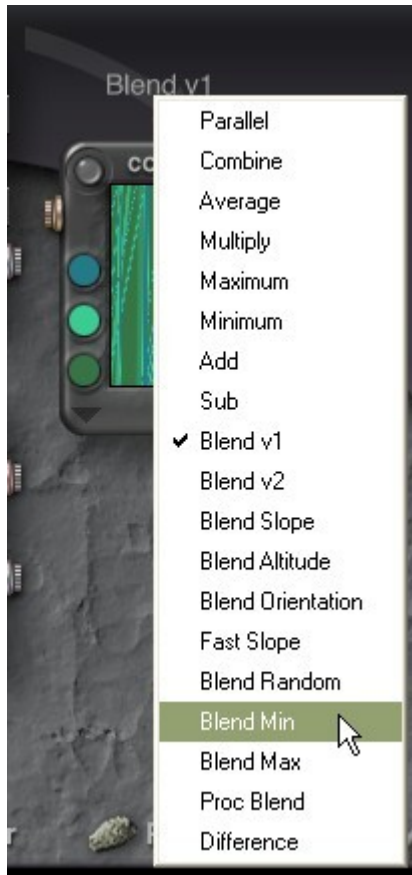 Blend v1
Parallel
Combine
Average
Multiply
Maximum
Minimum
Add
Sub
Blend v1
Blend v2
Blend Slope
Blend Altitude
Blend Orientation
Fast Slope
Blend Random
Blend Min
Blend Max
Proc Blend
Difference